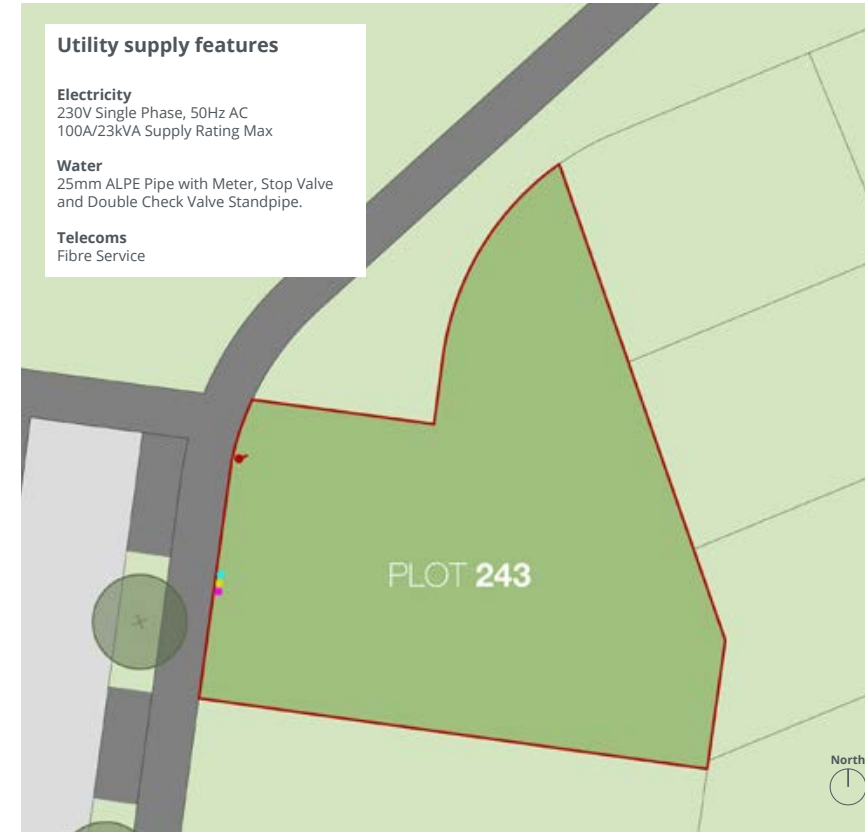 Utility supply features
Electricity
230V Single Phase, 50Hz AC
100A/23kVA Supply Rating Max
Water
25mm ALPE Pipe with Meter, Stop Valve
and Double Check Valve Standpipe.
Telecoms
Fibre Service
PLOT 243
North